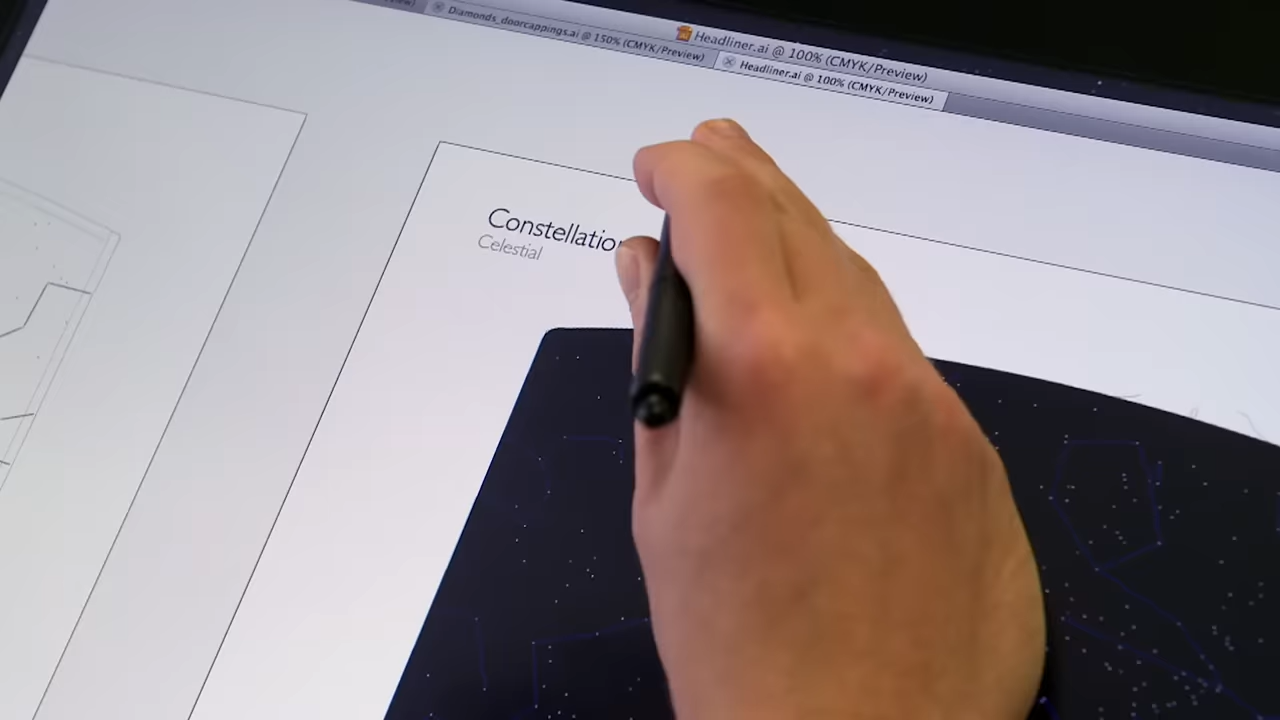 Headliner.ai @ 100% (CMYK/Preview)
Diamonds_doorcappings.ai @ 150% (CMYK/Preview)
Headliner.ai @ 100% (CMYK/Preview)
Constellatio
Celestial